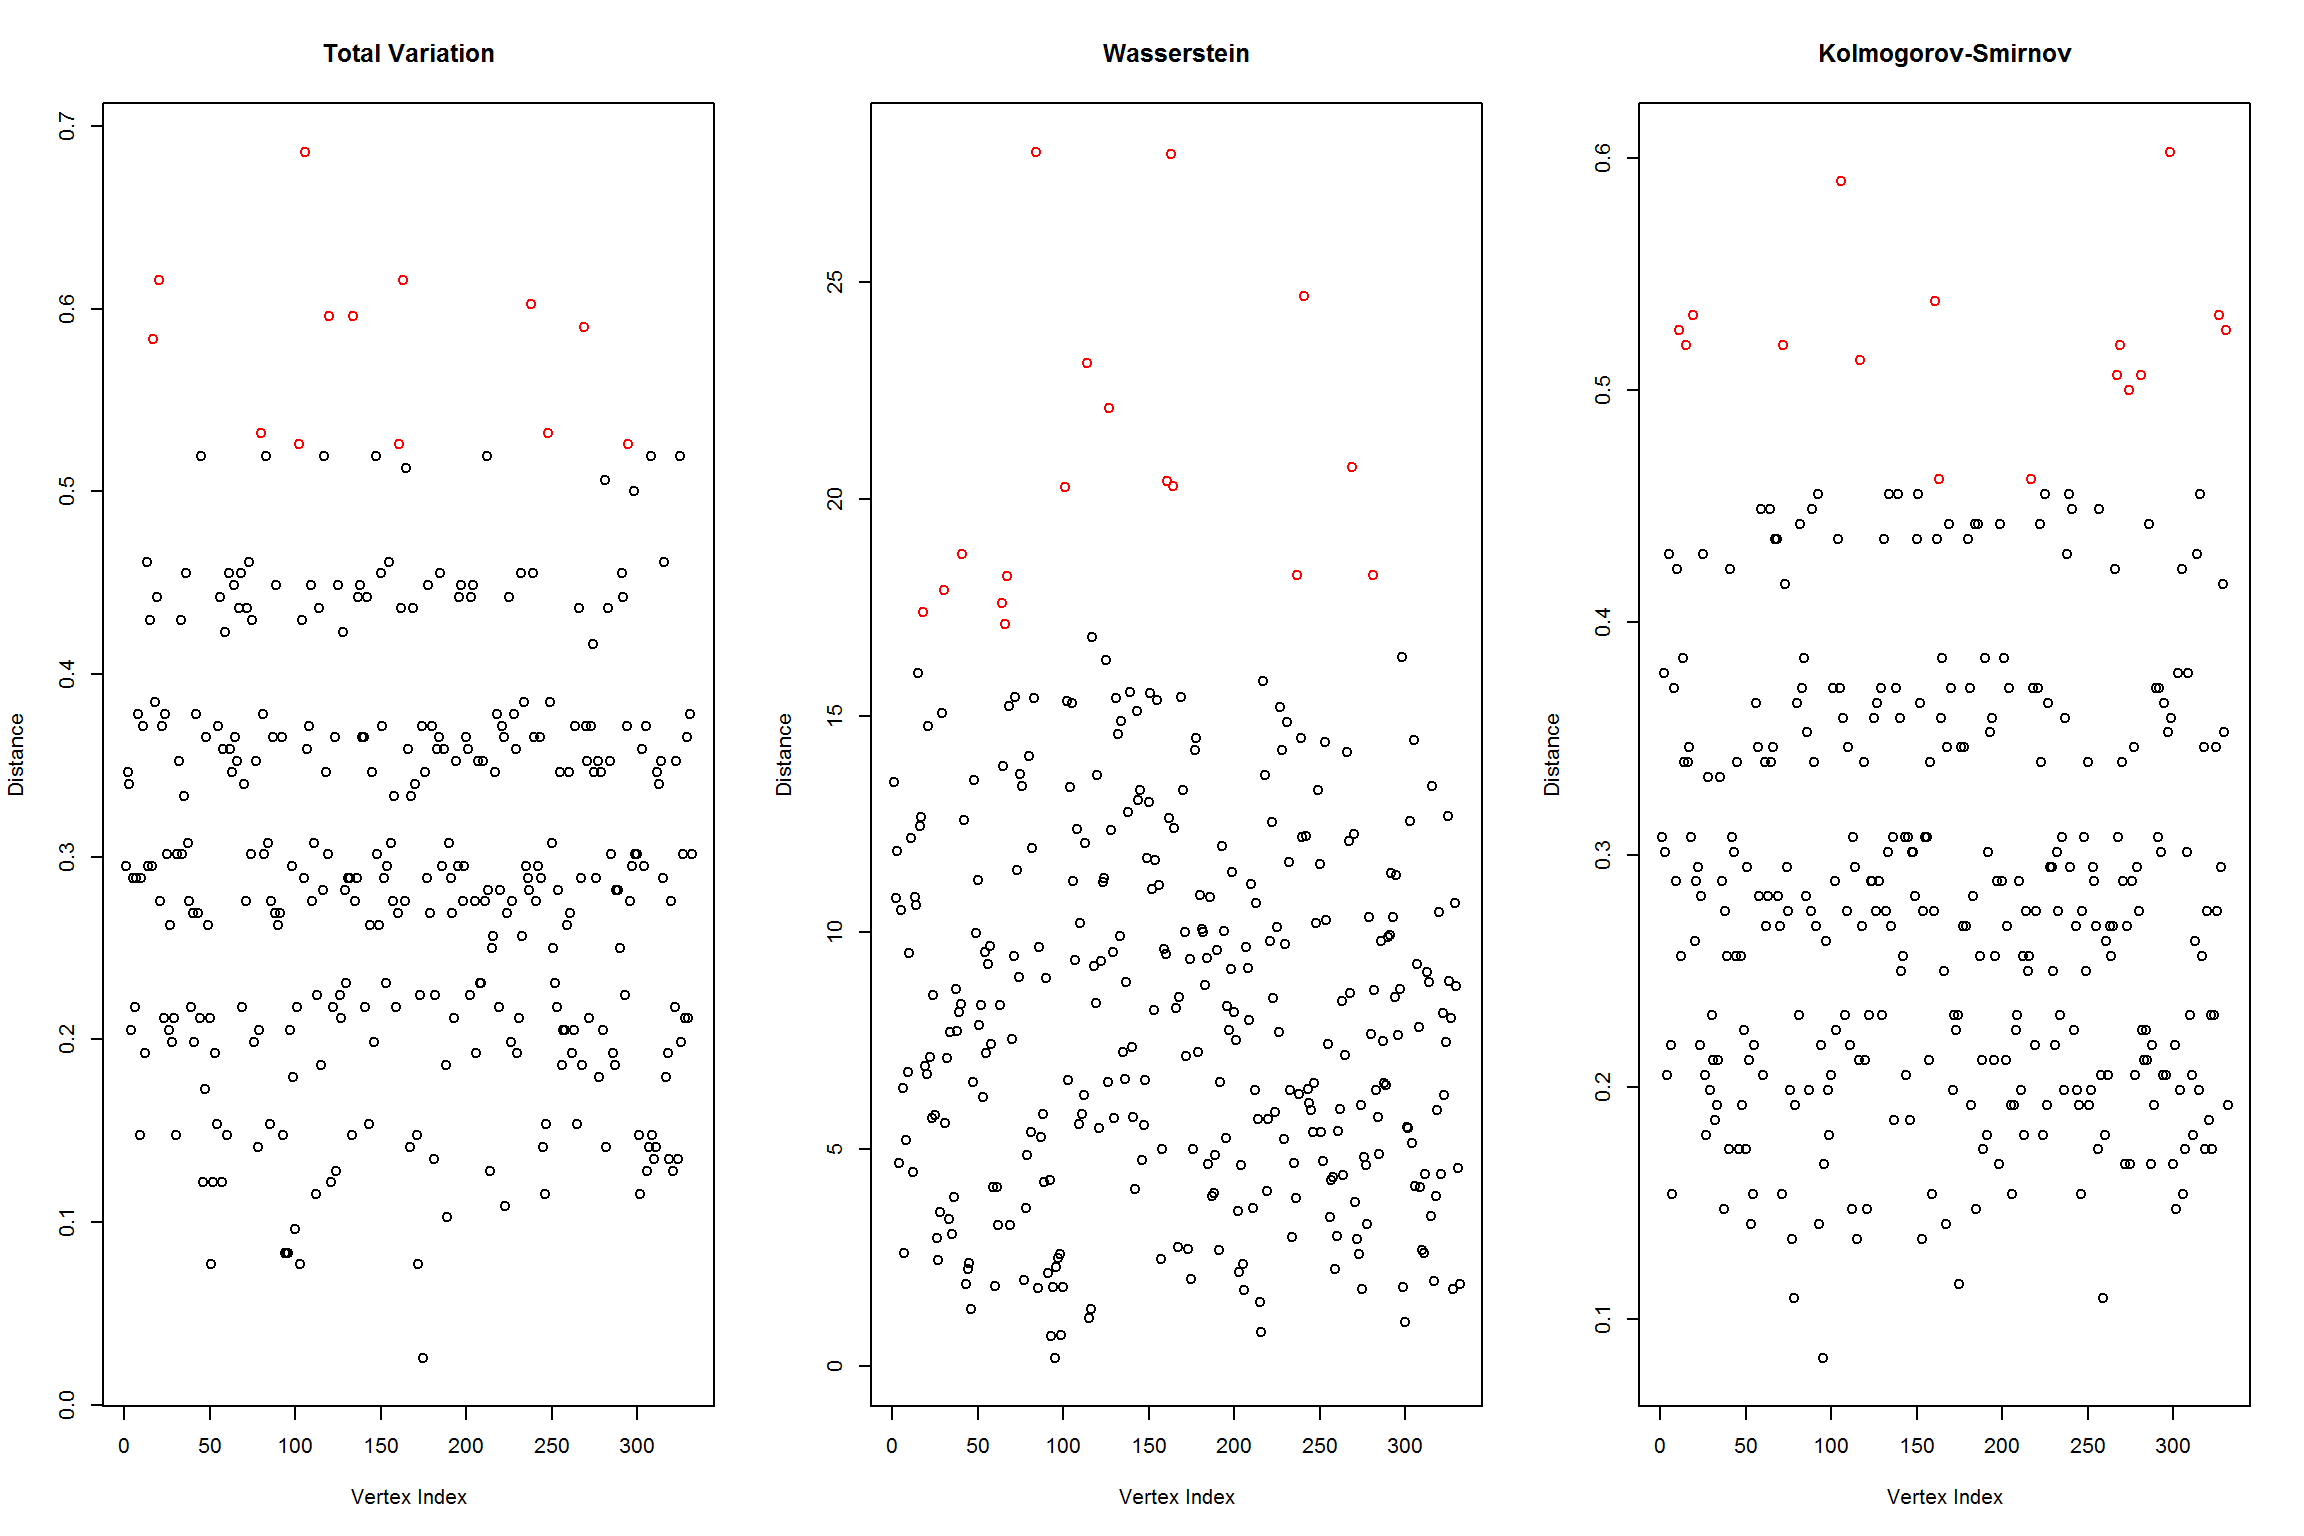 Total Variation
Distance
0.0 0.1 0.2 0.3 0.4 0.5 0.6 0.7
0 50 100 150 200 250 300
Vertex Index
Wasserstein
Distance
0 5 10 15 20 25
0 50 100 150 200 250 300
Vertex Index
Kolmogorov-Smirnov
Distance
0.1 0.2 0.3 0.4 0.5 0.6
0 50 100 150 200 250 300
Vertex Index